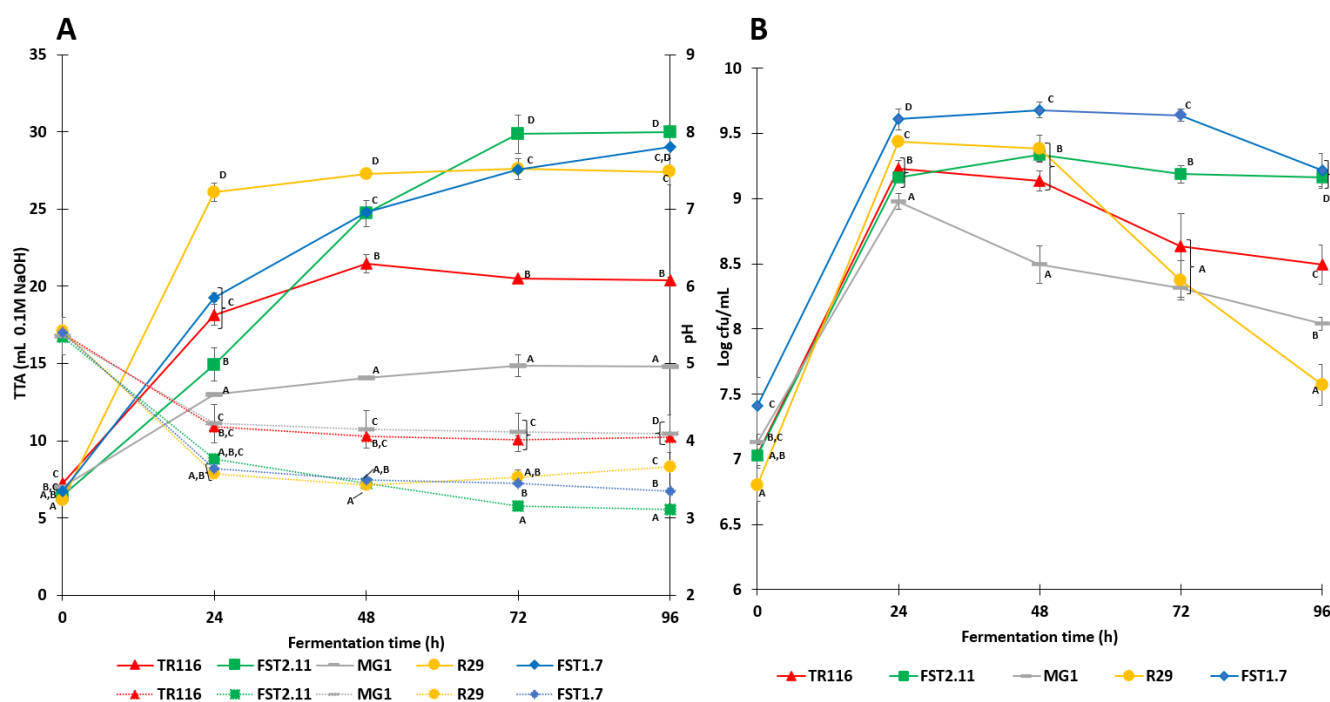 A
B
TTA (mL 0.1M NaOH)
35
30
25
20
15
10
5
0
pH
9
8
7
6
5
4
3
2
0
24
48
72
96
Fermentation time (h)
D
D
C
C
B
B
A
A
D
C
B
A
D
C,D
C
B
A
B,C
A,B
A
C
B,C
A,B,C
A,B
C
B,C
A,B
A
C
A,B
B
A
D
C
B
A
TR116
FST2.11
MG1
R29
FST1.7
TR116
FST2.11
MG1
R29
FST1.7
Log cfu/mL
10
9.5
9
8.5
8
7.5
7
6.5
6
0
24
48
72
96
Fermentation time (h)
C
B,C
A,B
A
D
C
B
A
C
B
A
C
B
A
D
C
B
A
TR116
FST2.11
MG1
R29
FST1.7